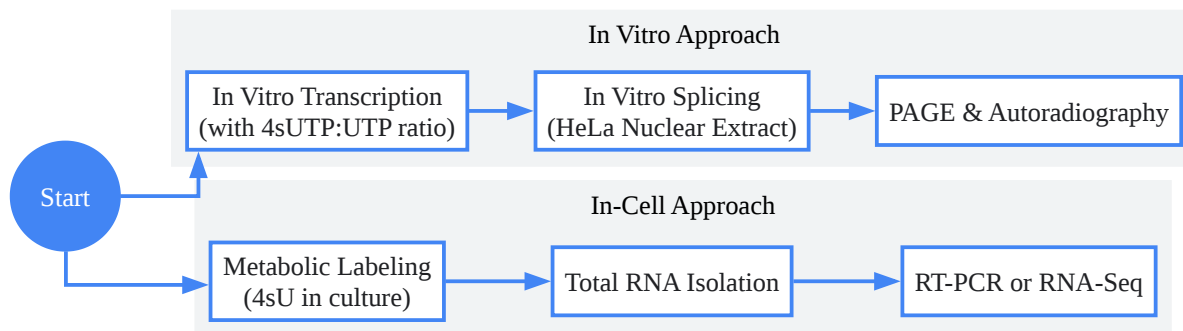 In Vitro Approach
In Vitro Transcription
(with 4sUTP:UTP ratio)
In Vitro Splicing
(HeLa Nuclear Extract)
PAGE & Autoradiography
Start
In-Cell Approach
Metabolic Labeling
(4sU in culture)
Total RNA Isolation
RT-PCR or RNA-Seq